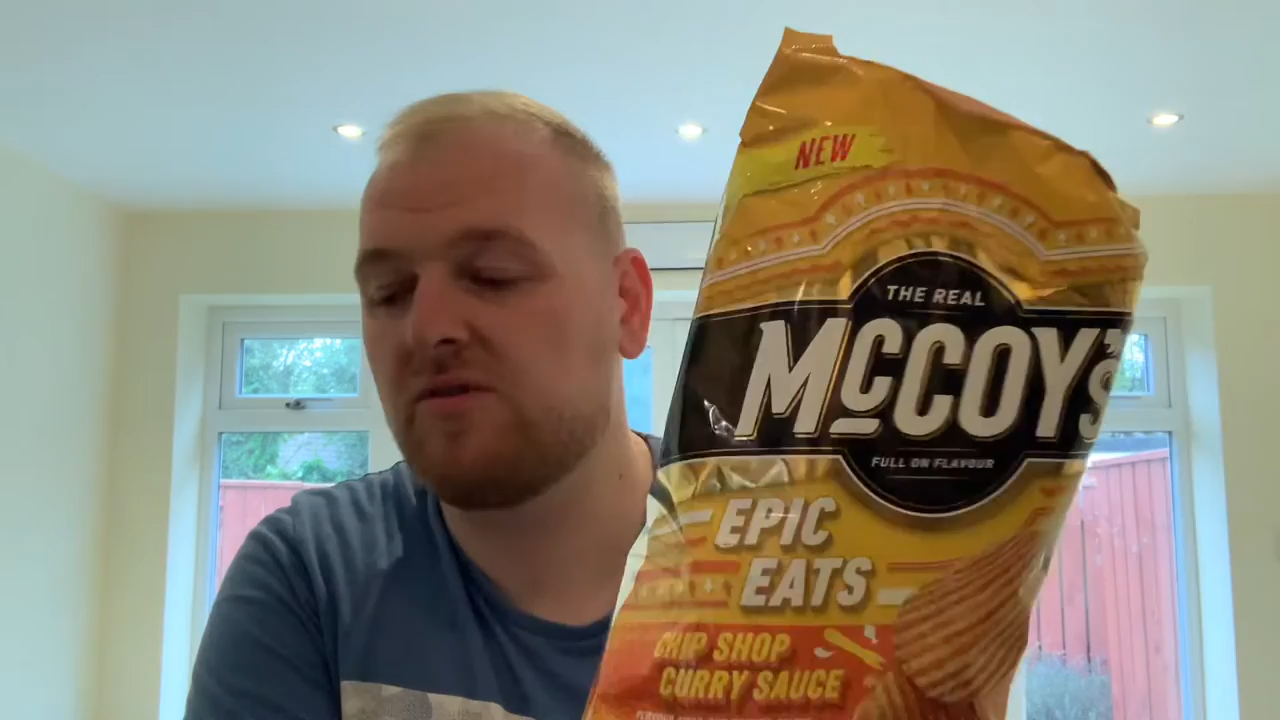 NEW
THE REAL
McCOY'S
FULL ON FLAVOUR
EPIC
EATS
CHIP SHOP
CURRY SAUCE